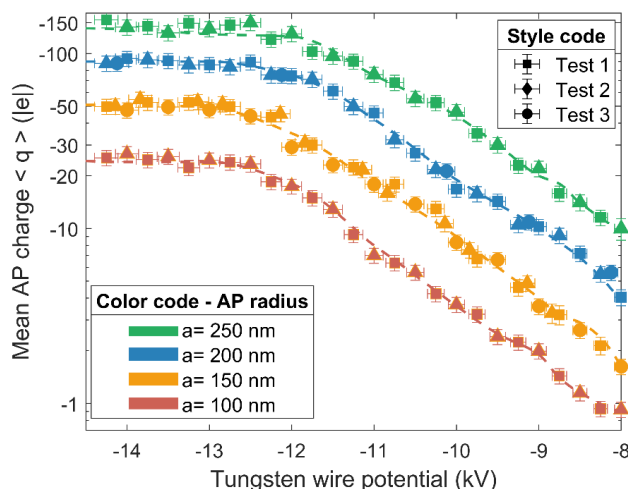 -150
-100
-50
-30
-20
-10
-1
Mean AP charge < q > (|e|)
Style code
Test 1
Test 2
Test 3
Color code - AP radius
a= 250 nm
a= 200 nm
a= 150 nm
a= 100 nm
-14 -13 -12 -11 -10 -9 -8
Tungsten wire potential (kV)